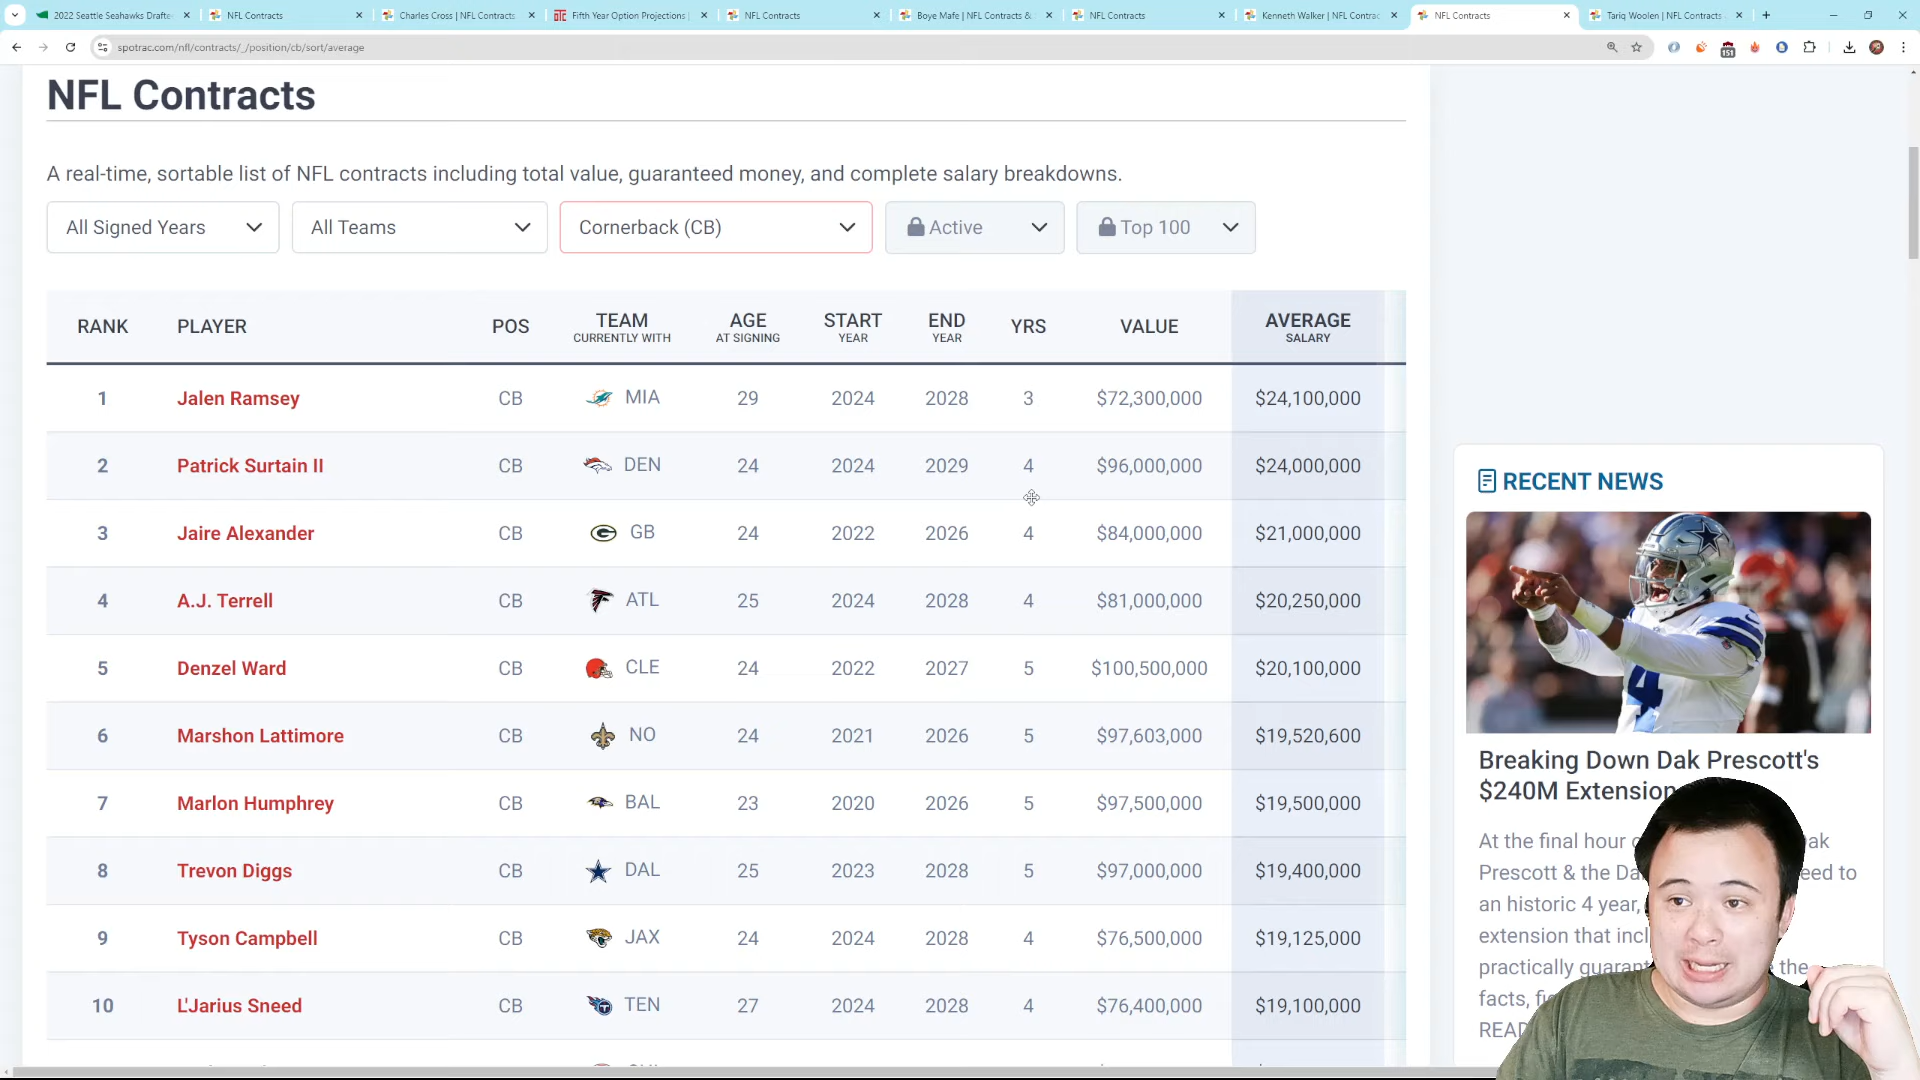 2022 Seattle Seahawks Drafte
NFL Contracts
Charles Cross | NFL Contracts
Fifth Year Option Projections |
NFL Contracts
Boye Mafe | NFL Contracts &
NFL Contracts
Kenneth Walker | NFL Contrac
NFL Contracts
Tariq Woolen | NFL Contracts
spotrac.com/nfl/contracts/_/position/cb/sort/average
151
NFL Contracts
A real-time, sortable list of NFL contracts including total value, guaranteed money, and complete salary breakdowns.
All Signed Years All Teams Cornerback (CB) Active Top 100
RANK PLAYER POS TEAM CURRENTLY WITH AGE AT SIGNING START YEAR END YEAR YRS VALUE AVERAGE SALARY
1 Jalen Ramsey CB MIA 29 2024 2028 3 $72,300,000 $24,100,000
2 Patrick Surtain II CB DEN 24 2024 2029 4 $96,000,000 $24,000,000
3 Jaire Alexander CB GB 24 2022 2026 4 $84,000,000 $21,000,000
4 A.J. Terrell CB ATL 25 2024 2028 4 $81,000,000 $20,250,000
5 Denzel Ward CB CLE 24 2022 2027 5 $100,500,000 $20,100,000
6 Marshon Lattimore CB NO 24 2021 2026 5 $97,603,000 $19,520,600
7 Marlon Humphrey CB BAL 23 2020 2026 5 $97,500,000 $19,500,000
8 Trevon Diggs CB DAL 25 2023 2028 5 $97,000,000 $19,400,000
9 Tyson Campbell CB JAX 24 2024 2028 4 $76,500,000 $19,125,000
10 L'Jarius Sneed CB TEN 27 2024 2028 4 $76,400,000 $19,100,000
RECENT NEWS
4
Breaking Down Dak Prescott's
$240M Extension
At the final hour
Prescott & the Da eed to
an historic 4 year,
extension that incl
practically guarant the
facts, fi
READ